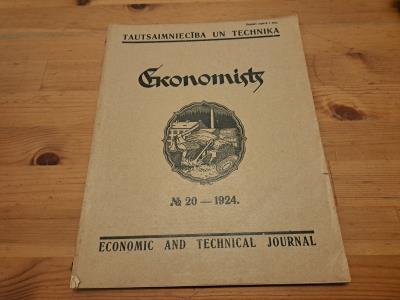 TAUTSAIMNIECĪBA UN TECHNIKA
Ekonomists
№ 20 — 1924.
ECONOMIC AND TECHNICAL JOURNAL